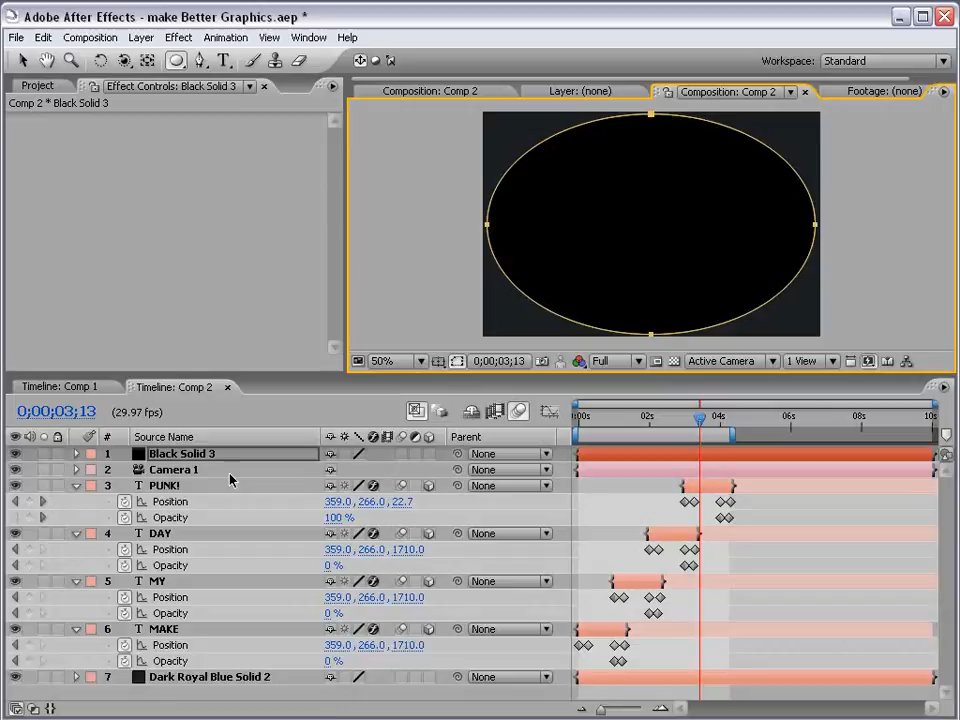 Adobe After Effects - make Better Graphics.aep *
File Edit Composition Layer Effect Animation View Window Help
T Workspace: Standard
Project Effect Controls: Black Solid 3
Comp 2 * Black Solid 3
Composition: Comp 2 Layer: (none) Composition: Comp 2 Footage: (none)
50% 0;00;03;13 Full Active Camera 1 View
Timeline: Comp 1 Timeline: Comp 2
0;00;03;13 (29.97 fps)
:00s 02s 04s 06s 08s 10s
# Source Name Parent
1 Black Solid 3 None
2 Camera 1 None
3 T PUNK! None
Position 359.0, 266.0, 22.7
Opacity 100 %
4 T DAY None
Position 359.0, 266.0, 1710.0
Opacity 0 %
5 T MY None
Position 359.0, 266.0, 1710.0
Opacity 0 %
6 T MAKE None
Position 359.0, 266.0, 1710.0
Opacity 0 %
7 Dark Royal Blue Solid 2 None